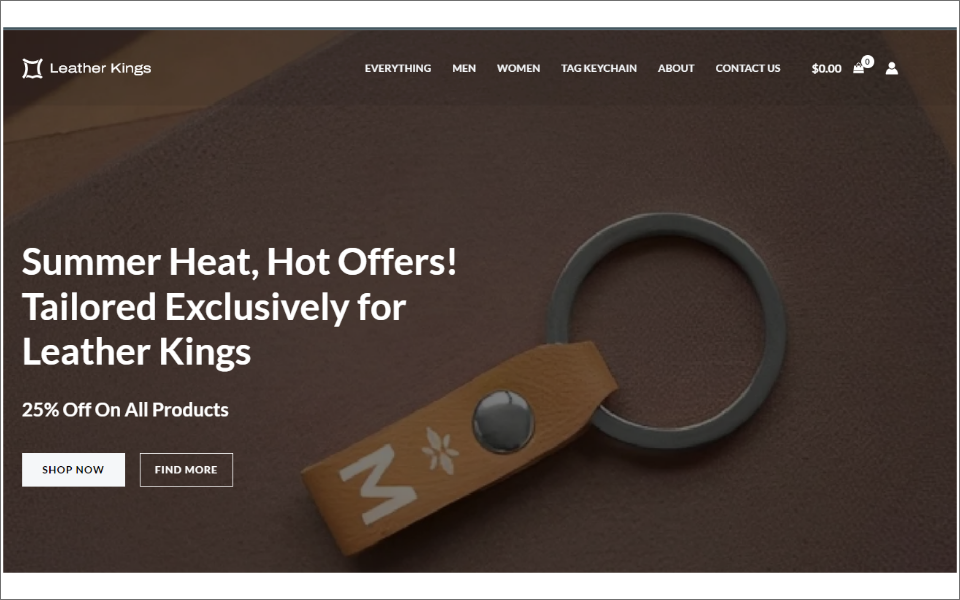 Leather Kings
EVERYTHING MEN WOMEN TAG KEYCHAIN ABOUT CONTACT US $0.00 0
Summer Heat, Hot Offers!
Tailored Exclusively for
Leather Kings
25% Off On All Products
SHOP NOW FIND MORE
M